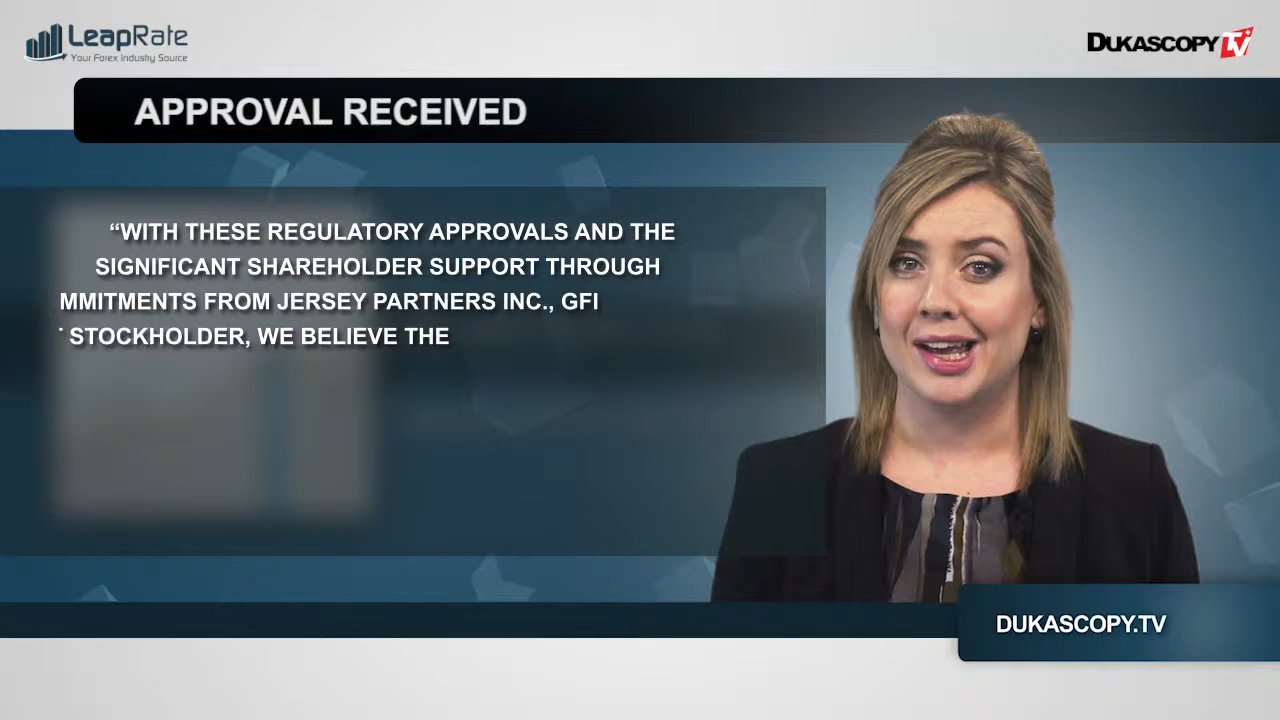 LeapRate
Your Forex Industry Source
DUKASCOPY TV
APPROVAL RECEIVED
“WITH THESE REGULATORY APPROVALS AND THE
SIGNIFICANT SHAREHOLDER SUPPORT THROUGH
MMITMENTS FROM JERSEY PARTNERS INC., GFI
STOCKHOLDER, WE BELIEVE THE
DUKASCOPY.TV